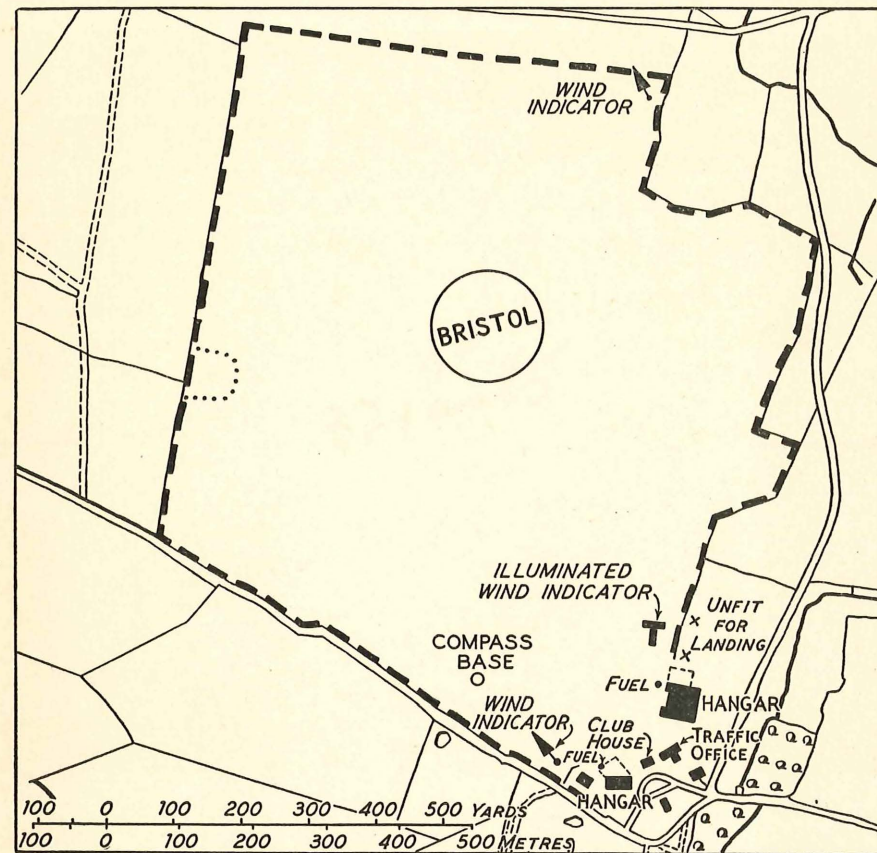 WIND
INDICATOR
BRISTOL
ILLUMINATED
WIND INDICATOR
UNFIT
FOR
LANDING
COMPASS
BASE
FUEL
HANGAR
WIND
INDICATOR
FUEL
CLUB
HOUSE
TRAFFIC
OFFICE
HANGAR
100 0 100 200 300 400 500 YARDS
100 0 100 200 300 400 500 METRES